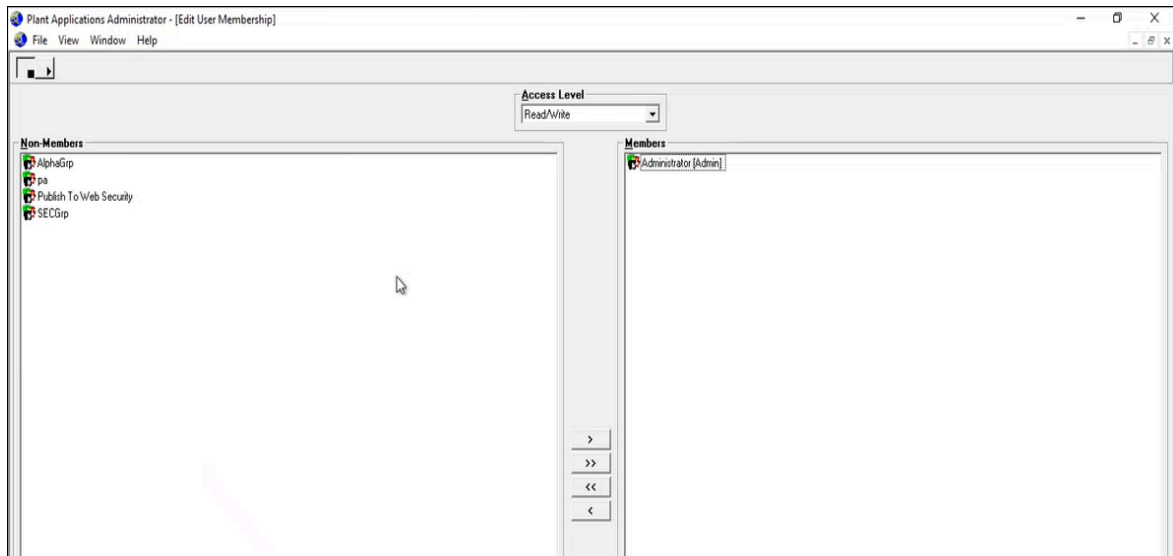 Plant Applications Administrator - [Edit User Membership]
File View Window Help
Access Level
Read/Write
Non-Members
AlphaGrp
pa
Publish To Web Security
SECGrp
Members
Administrator [Admin]
>
>>
<<
<